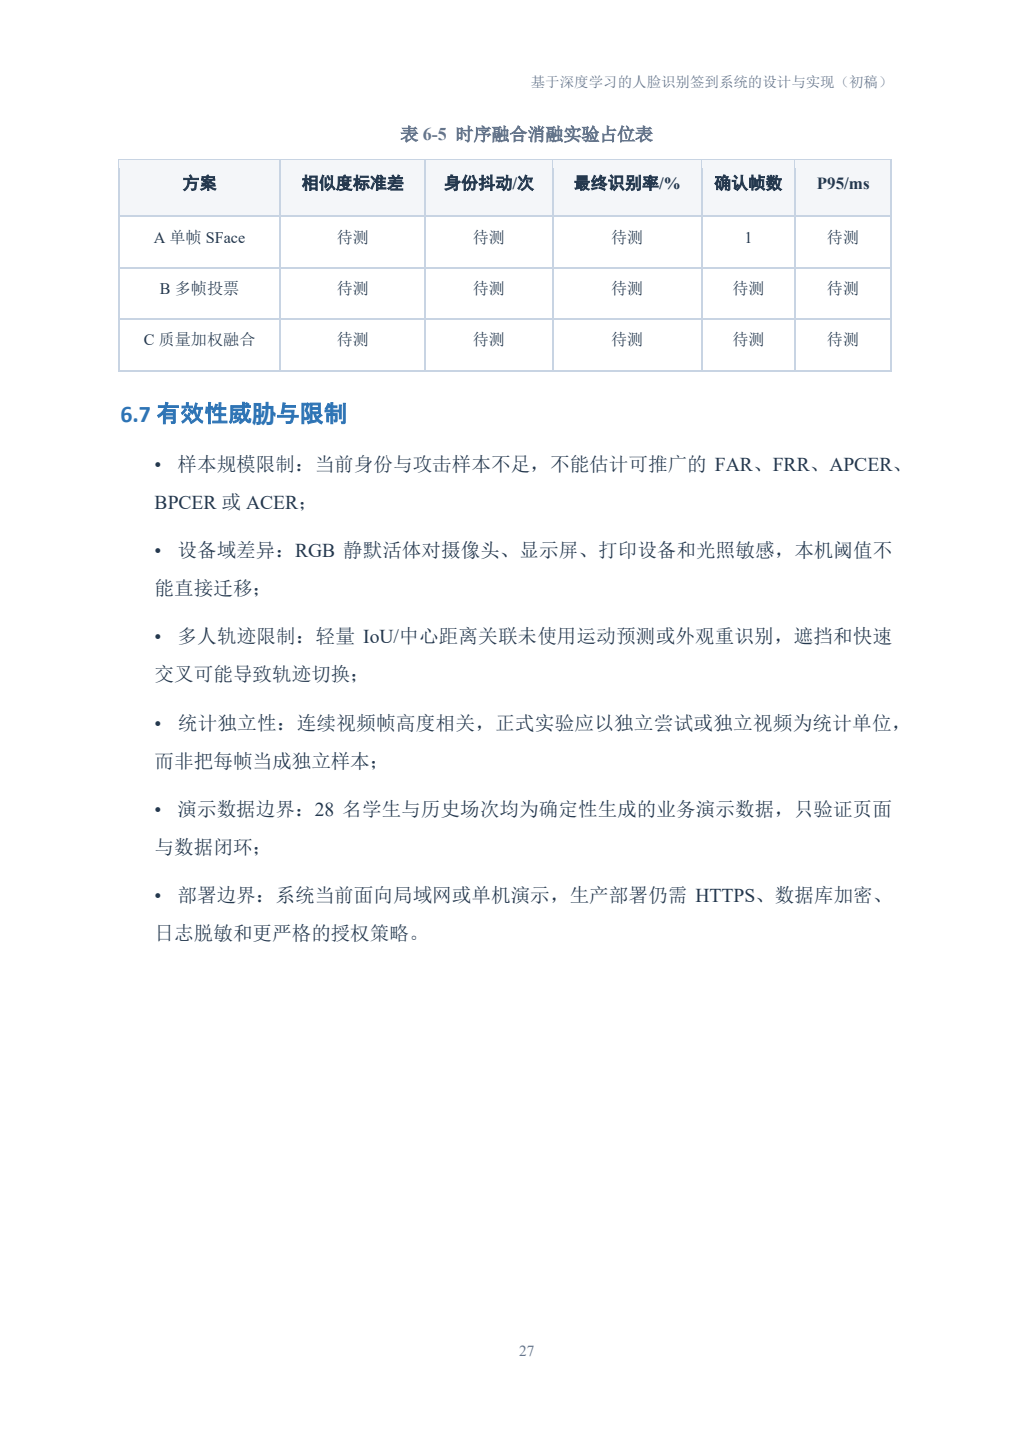 基于深度学习的人脸识别签到系统的设计与实现（初稿）
表 6-5 时序融合消融实验占位表
方案 相似度标准差 身份抖动/次 最终识别率/% 确认帧数 P95/ms
A 单帧 SFace 待测 待测 待测 1 待测
B 多帧投票 待测 待测 待测 待测 待测
C 质量加权融合 待测 待测 待测 待测 待测
6.7 有效性威胁与限制
• 样本规模限制：当前身份与攻击样本不足，不能估计可推广的 FAR、FRR、APCER、
BPCER 或 ACER；
• 设备域差异：RGB 静默活体对摄像头、显示屏、打印设备和光照敏感，本机阈值不
能直接迁移；
• 多人轨迹限制：轻量 IoU/中心距离关联未使用运动预测或外观重识别，遮挡和快速
交叉可能导致轨迹切换；
• 统计独立性：连续视频帧高度相关，正式实验应以独立尝试或独立视频为统计单位，
而非把每帧当成独立样本；
• 演示数据边界：28 名学生与历史场次均为确定性生成的业务演示数据，只验证页面
与数据闭环；
• 部署边界：系统当前面向局域网或单机演示，生产部署仍需 HTTPS、数据库加密、
日志脱敏和更严格的授权策略。
27